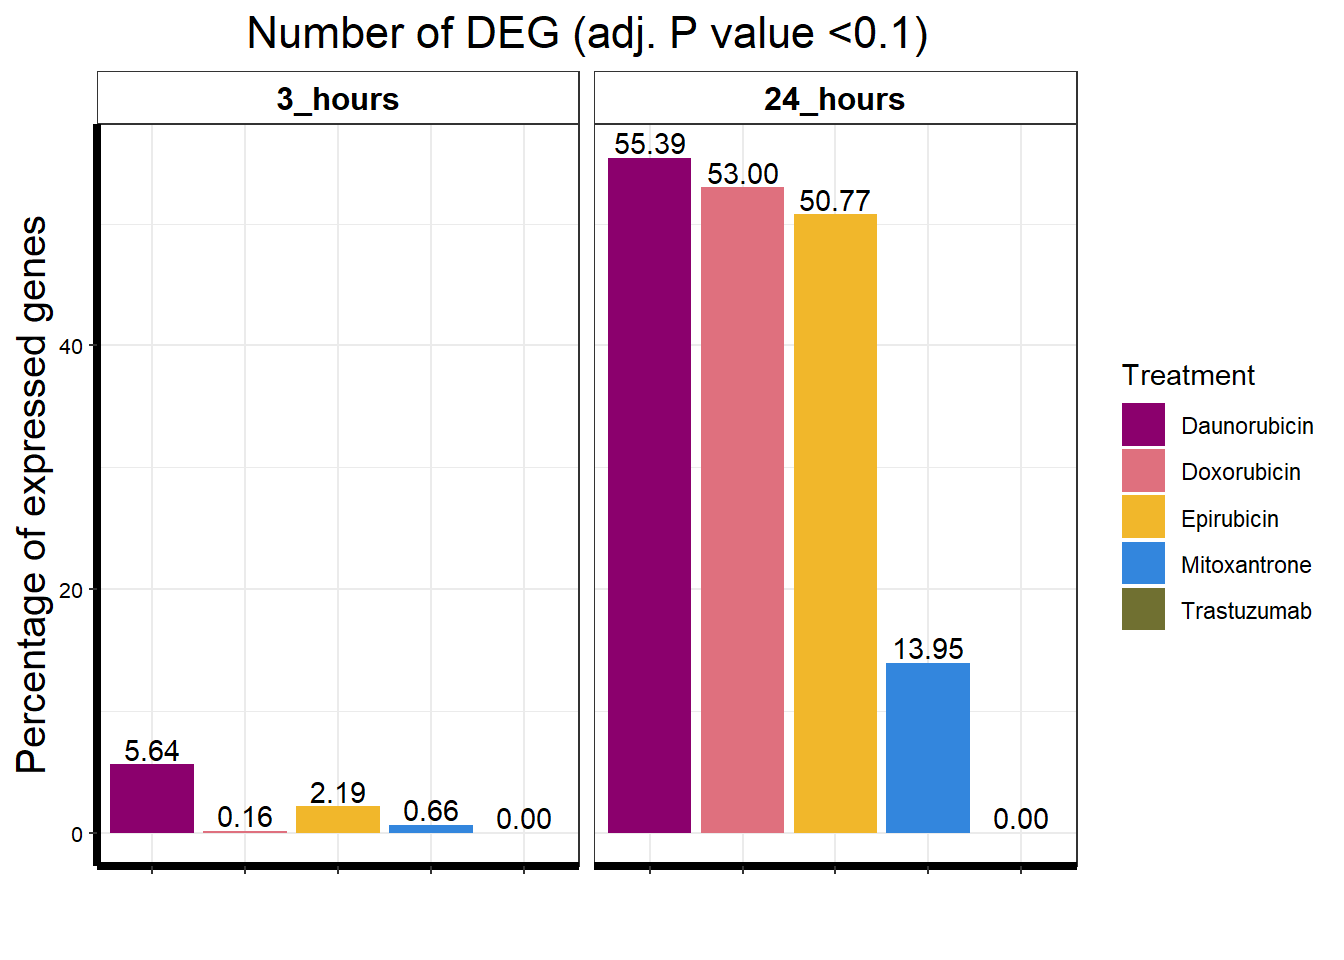 Number of DEG (adj. P value <0.1)
3_hours
24_hours
Percentage of expressed genes
40
20
0
5.64
0.16
2.19
0.66
0.00
55.39
53.00
50.77
13.95
0.00
Treatment
Daunorubicin
Doxorubicin
Epirubicin
Mitoxantrone
Trastuzumab